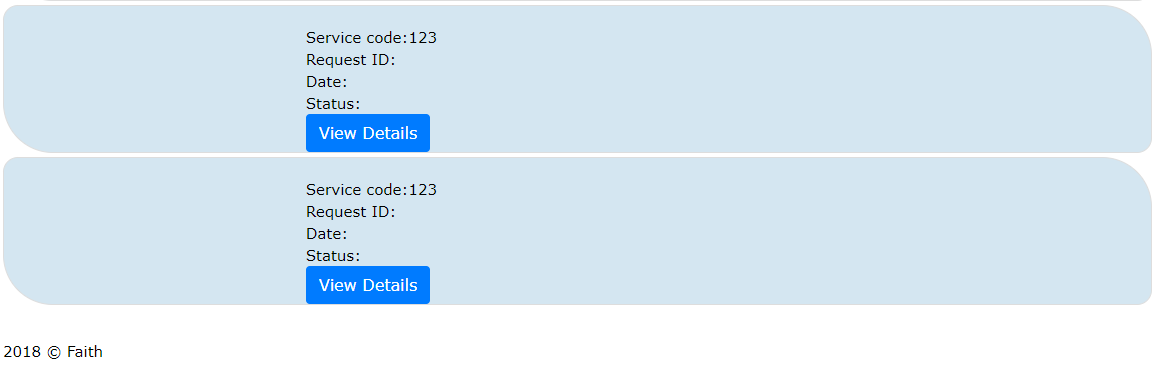 Service code:123
Request ID:
Date:
Status:
View Details
Service code:123
Request ID:
Date:
Status:
View Details
2018 © Faith